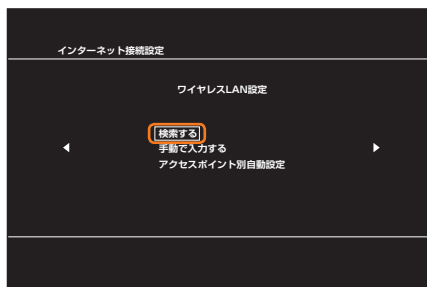 インターネット接続設定
ワイヤレスLAN設定
検索する
手動で入力する
アクセスポイント別自動設定